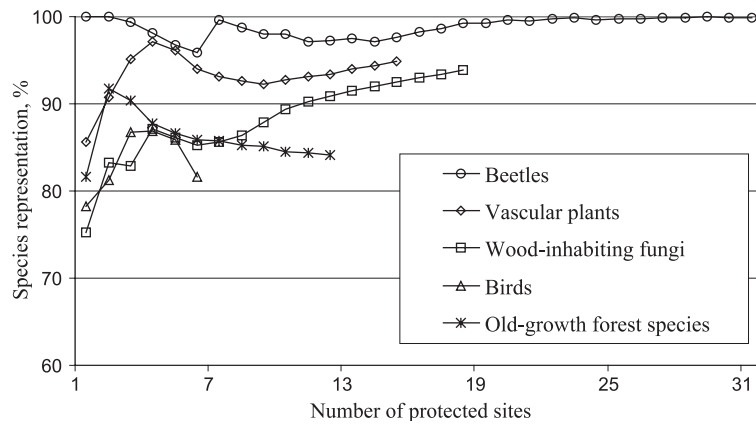 Species representation, %
100
90
80
70
60
1 7 13 19 25 31
Number of protected sites
Beetles
Vascular plants
Wood-inhabiting fungi
Birds
Old-growth forest species